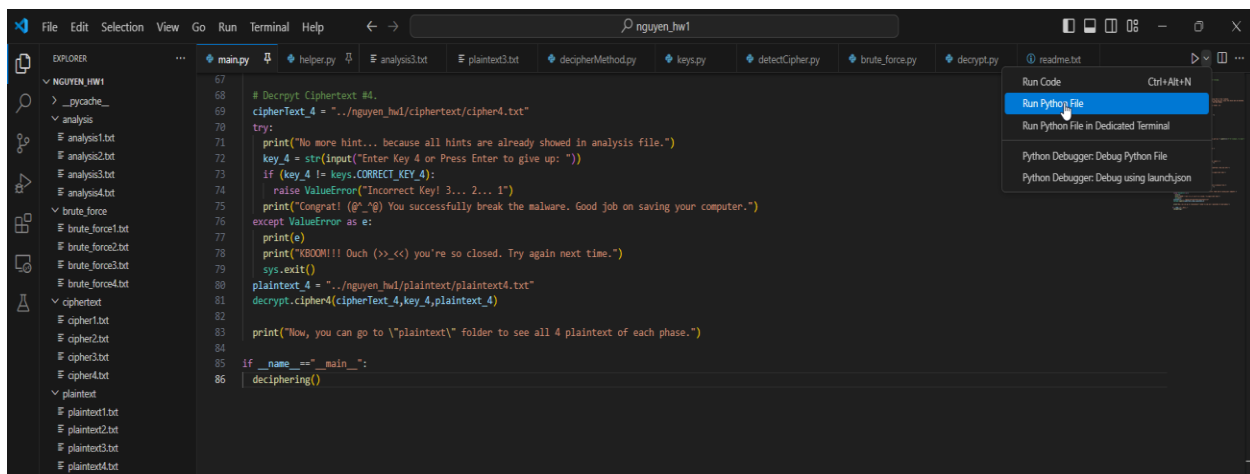 File Edit Selection View Go Run Terminal Help
nguyen_hw1
EXPLORER
main.py
helper.py
analysis3.txt
plaintext3.txt
decipherMethod.py
keys.py
detectCipher.py
brute_force.py
decrypt.py
readme.txt
NGUYEN_HW1
__pycache__
analysis
analysis1.txt
analysis2.txt
analysis3.txt
analysis4.txt
brute_force
brute_force1.txt
brute_force2.txt
brute_force3.txt
brute_force4.txt
ciphertext
cipher1.txt
cipher2.txt
cipher3.txt
cipher4.txt
plaintext
plaintext1.txt
plaintext2.txt
plaintext3.txt
plaintext4.txt
67
68 # Decrpyt Ciphertext #4.
69 cipherText_4 = "../nguyen_hw1/ciphertext/cipher4.txt"
70 try:
71 print("No more hint... because all hints are already showed in analysis file.")
72 key_4 = str(input("Enter Key 4 or Press Enter to give up: "))
73 if (key_4 != keys.CORRECT_KEY_4):
74 raise ValueError("Incorrect Key! 3... 2... 1")
75 print("Congrat! (@^_^@) You successfully break the malware. Good job on saving your computer.")
76 except ValueError as e:
77 print(e)
78 print("KBOOM!!! Ouch (>>_<<) you're so closed. Try again next time.")
79 sys.exit()
80 plaintext_4 = "../nguyen_hw1/plaintext/plaintext4.txt"
81 decrypt.cipher4(cipherText_4,key_4,plaintext_4)
82
83 print("Now, you can go to \"plaintext\" folder to see all 4 plaintext of each phase.")
84
85 if __name__=="__main__":
86 deciphering()
Run Code Ctrl+Alt+N
Run Python File
Run Python File in Dedicated Terminal
Python Debugger: Debug Python File
Python Debugger: Debug using launch.json